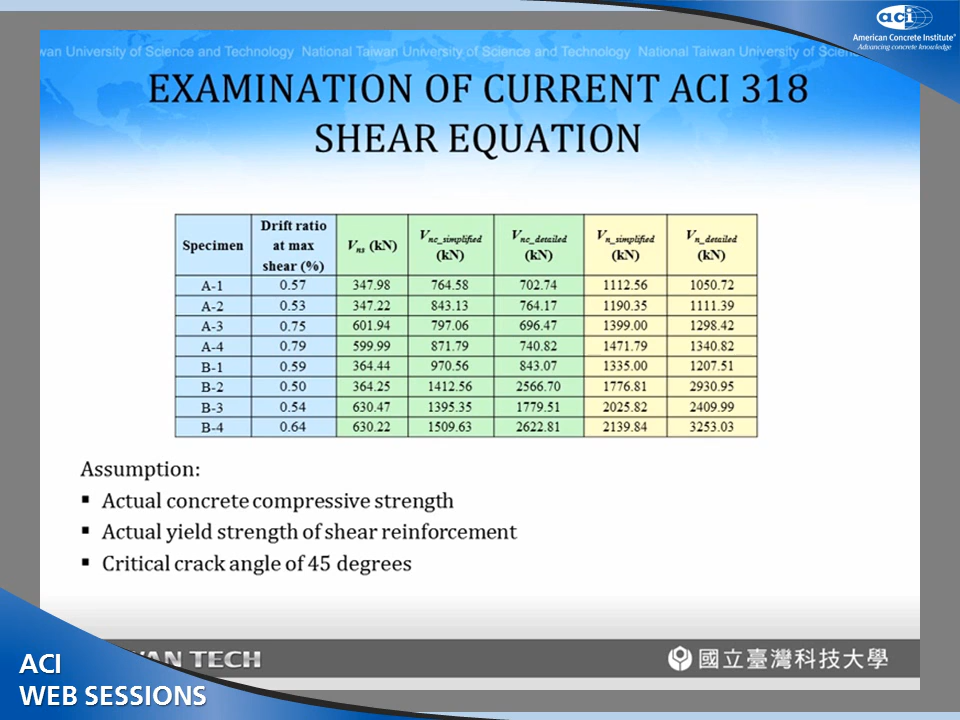 aci
American Concrete Institute®
Advancing concrete knowledge
wan University of Science and Technology National Taiwan University of Science and Technology National Taiwan University of Scien
EXAMINATION OF CURRENT ACI 318
SHEAR EQUATION
Specimen Drift ratio at max shear (%) Vns (kN) Vnc_simplified (kN) Vnc_detailed (kN) Vn_simplified (kN) Vn_detailed (kN)
A-1 0.57 347.98 764.58 702.74 1112.56 1050.72
A-2 0.53 347.22 843.13 764.17 1190.35 1111.39
A-3 0.75 601.94 797.06 696.47 1399.00 1298.42
A-4 0.79 599.99 871.79 740.82 1471.79 1340.82
B-1 0.59 364.44 970.56 843.07 1335.00 1207.51
B-2 0.50 364.25 1412.56 2566.70 1776.81 2930.95
B-3 0.54 630.47 1395.35 1779.51 2025.82 2409.99
B-4 0.64 630.22 1509.63 2622.81 2139.84 3253.03
Assumption:
▪ Actual concrete compressive strength
▪ Actual yield strength of shear reinforcement
▪ Critical crack angle of 45 degrees
WAN TECH
國立臺灣科技大學
ACI
WEB SESSIONS